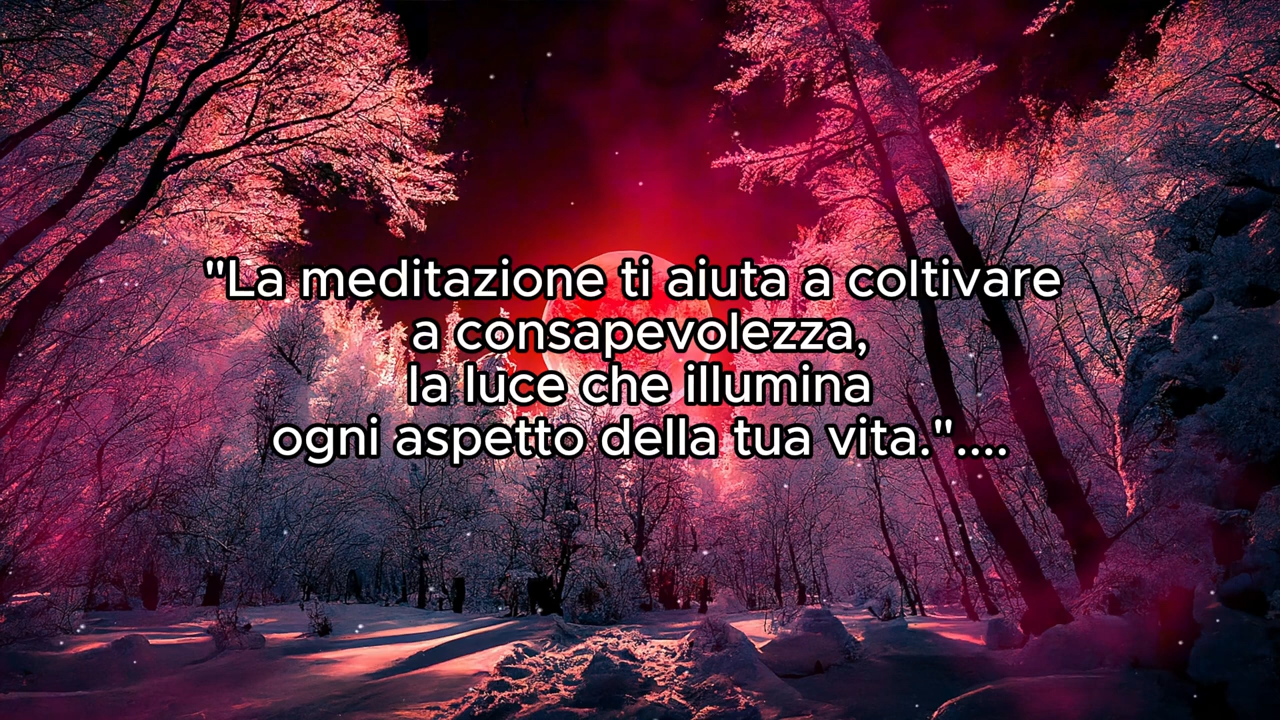 "La meditazione ti aiuta a coltivare
a consapevolezza,
la luce che illumina
ogni aspetto della tua vita."....